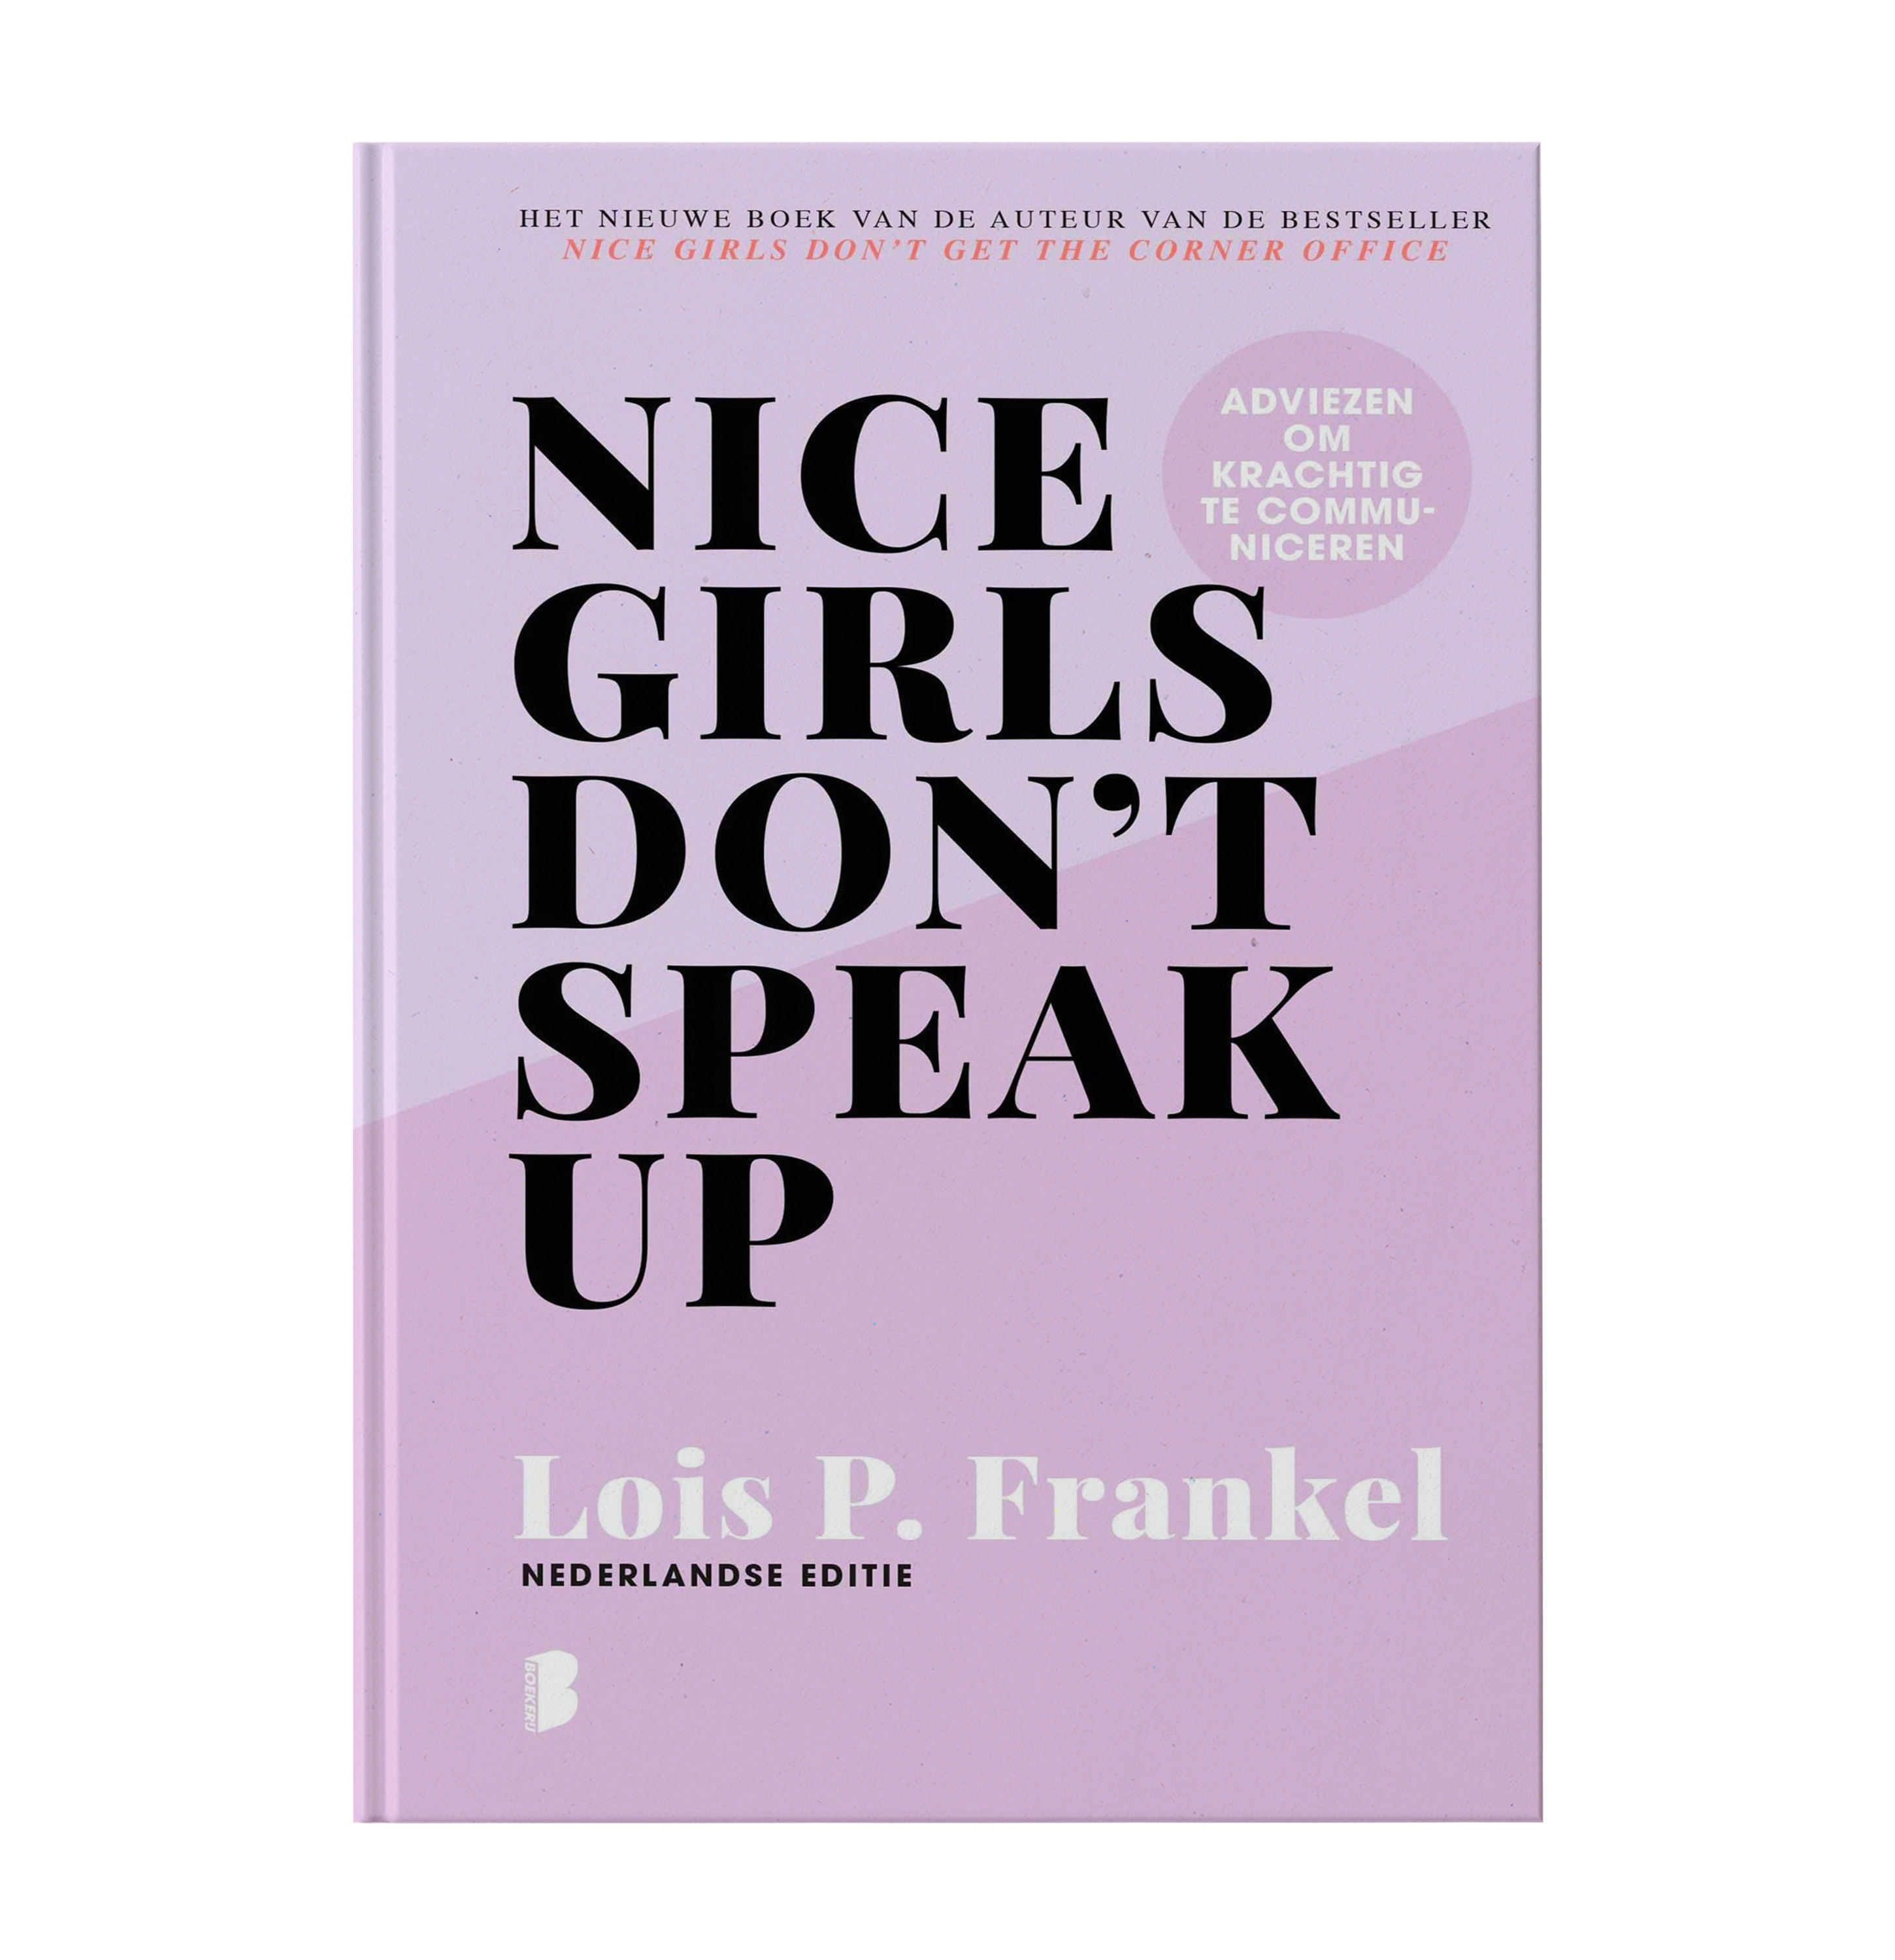 HET NIEUWE BOEK VAN DE AUTEUR VAN DE BESTSELLER
NICE GIRLS DON’T GET THE CORNER OFFICE
ADVIEZEN
OM
KRACHTIG
TE COMMU-
NICEREN
NICE
GIRLS
DON’T
SPEAK
UP
Lois P. Frankel
NEDERLANDSE EDITIE
BOEKERIJ